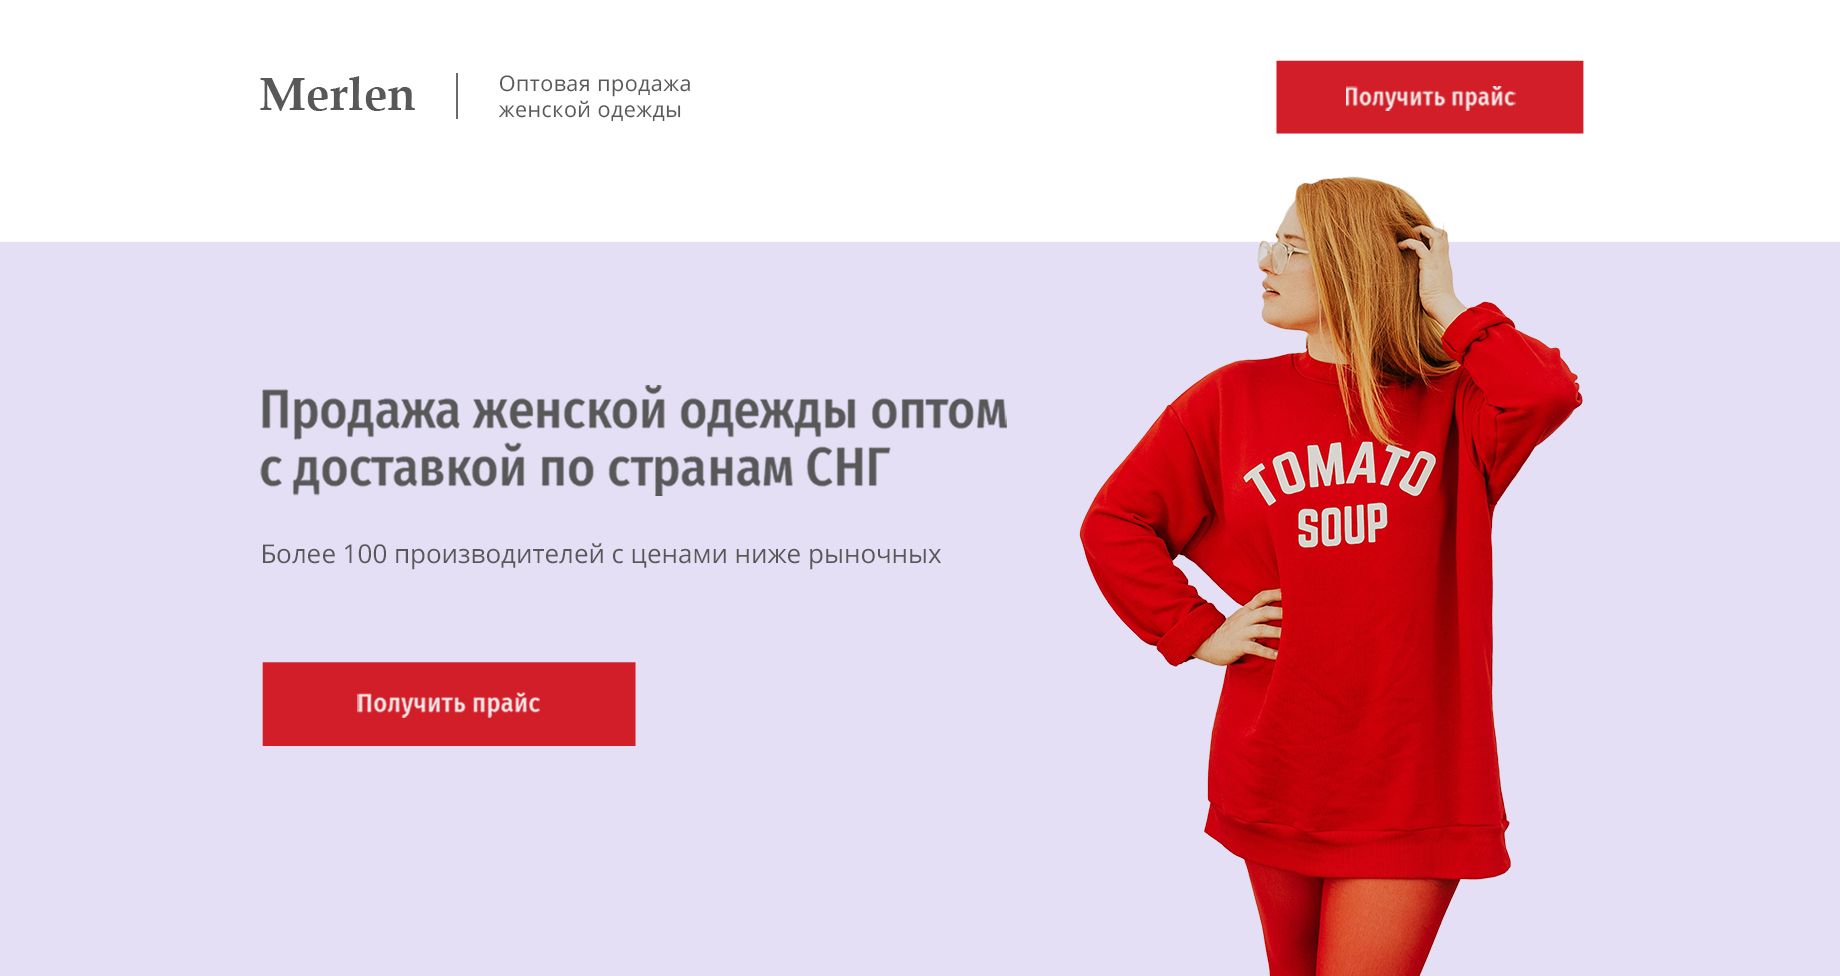 Merlen
Оптовая продажа
женской одежды
Получить прайс
Продажа женской одежды оптом
с доставкой по странам СНГ
Более 100 производителей с ценами ниже рыночных
Получить прайс
TOMATO
SOUP